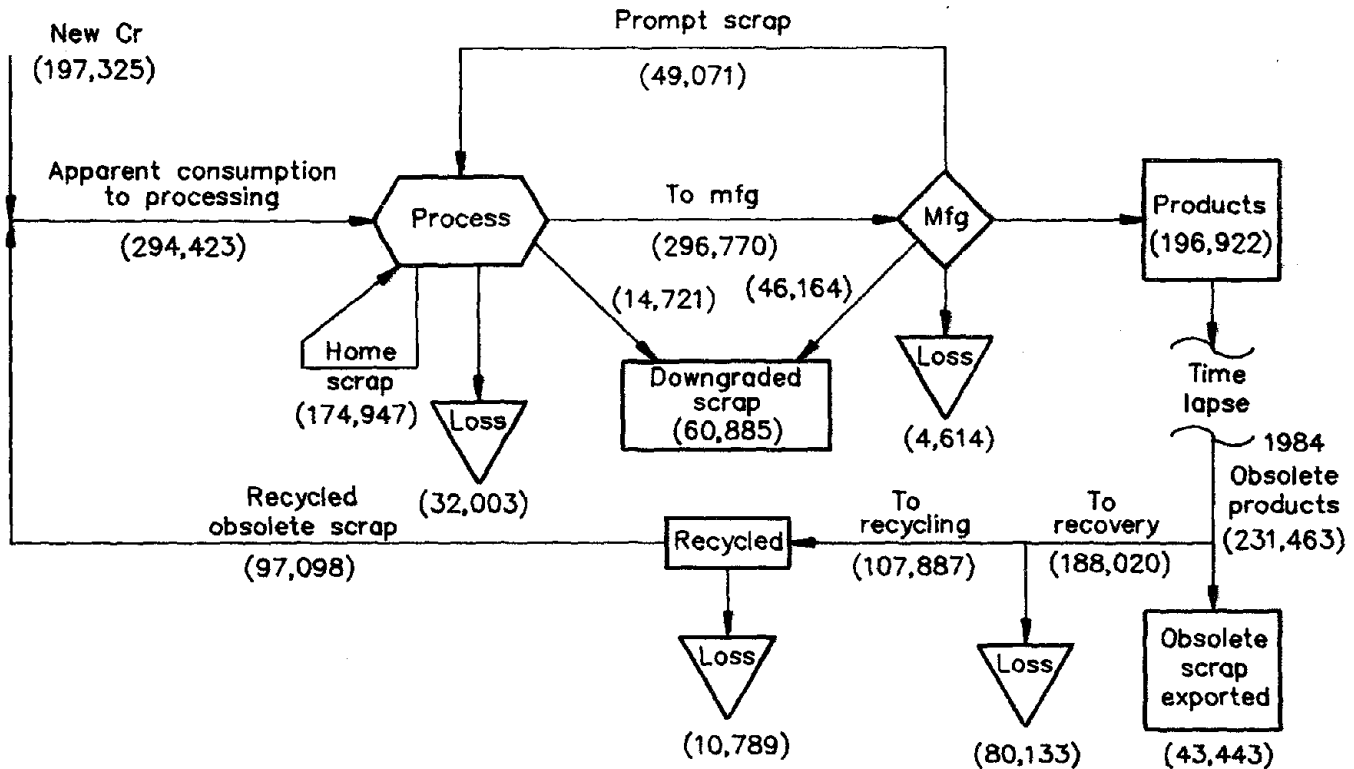 New Cr
(197,325)
Prompt scrap
(49,071)
Apparent consumption
to processing
(294,423)
Process
To mfg
(296,770)
Mfg
Products
(196,922)
(14,721)
(46,164)
Home
scrap
(174,947)
Loss
(32,003)
Downgraded
scrap
(60,885)
Loss
(4,614)
Time
lapse
1984
Obsolete
products
(231,463)
To
recovery
(188,020)
To
recycling
(107,887)
Recycled
Recycled
obsolete scrap
(97,098)
Loss
(10,789)
Loss
(80,133)
Obsolete
scrap
exported
(43,443)